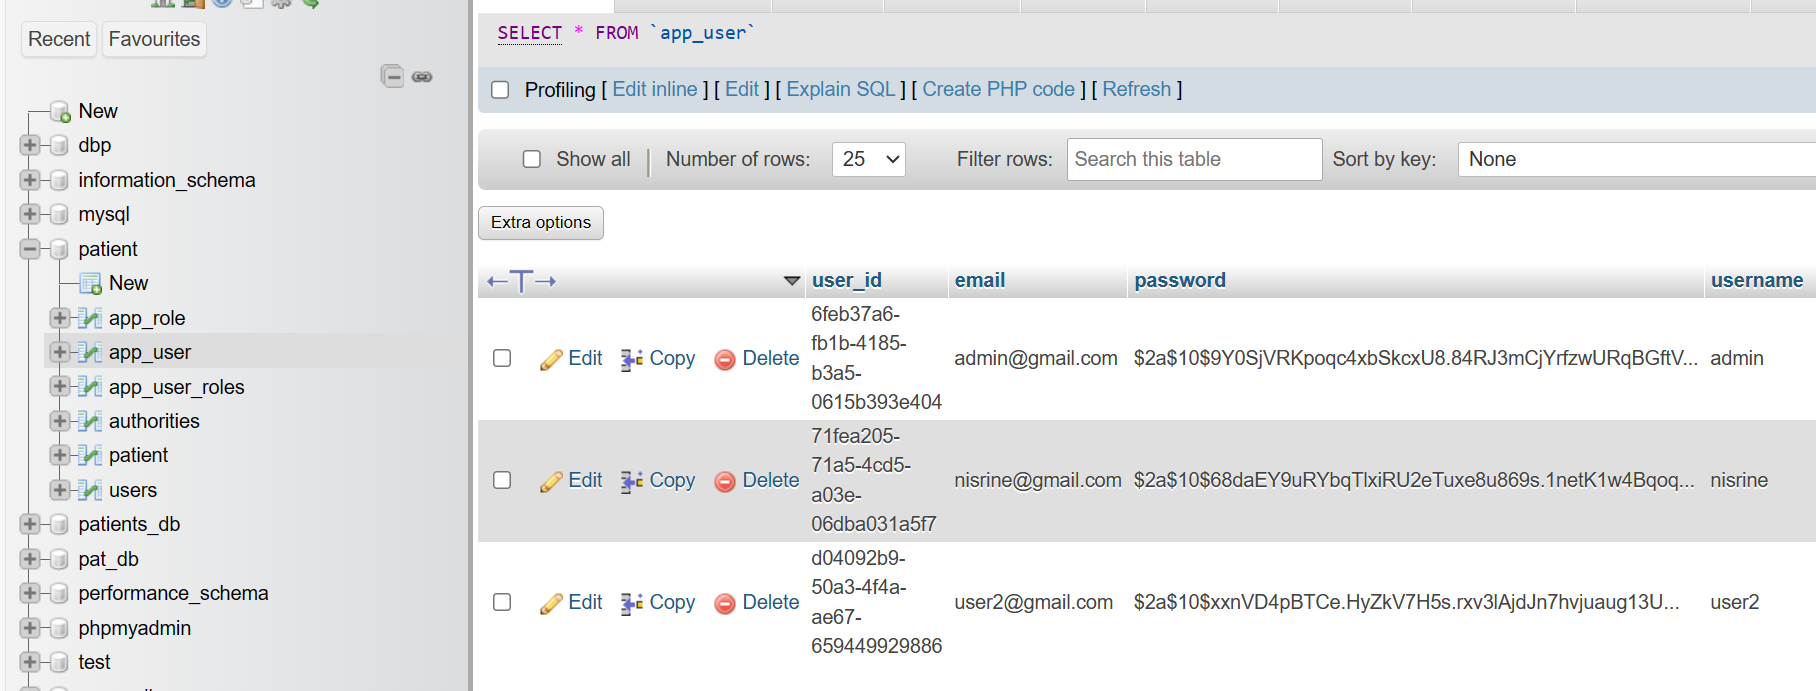 Recent Favourites
New
dbp
information_schema
mysql
patient
New
app_role
app_user
app_user_roles
authorities
patient
users
patients_db
pat_db
performance_schema
phpmyadmin
test
SELECT * FROM `app_user`
Profiling [ Edit inline ] [ Edit ] [ Explain SQL ] [ Create PHP code ] [ Refresh ]
Show all Number of rows: 25 Filter rows: Search this table Sort by key: None
Extra options
user_id email password username
Edit Copy Delete 6feb37a6-
fb1b-4185-
b3a5-
0615b393e404 admin@gmail.com $2a$10$9Y0SjVRKpoqc4xbSkcxU8.84RJ3mCjYrfzwURqBGftV... admin
Edit Copy Delete 71fea205-
71a5-4cd5-
a03e-
06dba031a5f7 nisrine@gmail.com $2a$10$68daEY9uRYbqTlxiRU2eTuxe8u869s.1netK1w4Bqoq... nisrine
Edit Copy Delete d04092b9-
50a3-4f4a-
ae67-
659449929886 user2@gmail.com $2a$10$xxnVD4pBTCe.HyZkV7H5s.rxv3lAjdJn7hvjuaug13U... user2